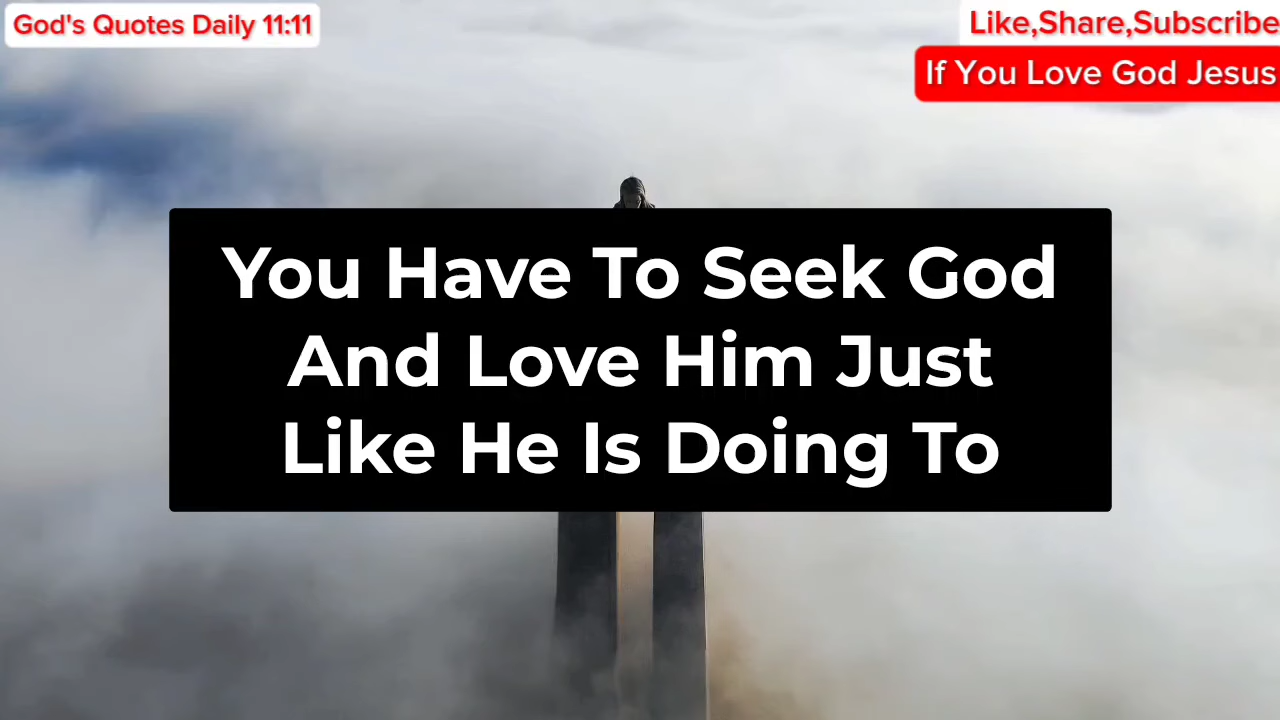 God's Quotes Daily 11:11
Like,Share,Subscribe
If You Love God Jesus
You Have To Seek God
And Love Him Just
Like He Is Doing To